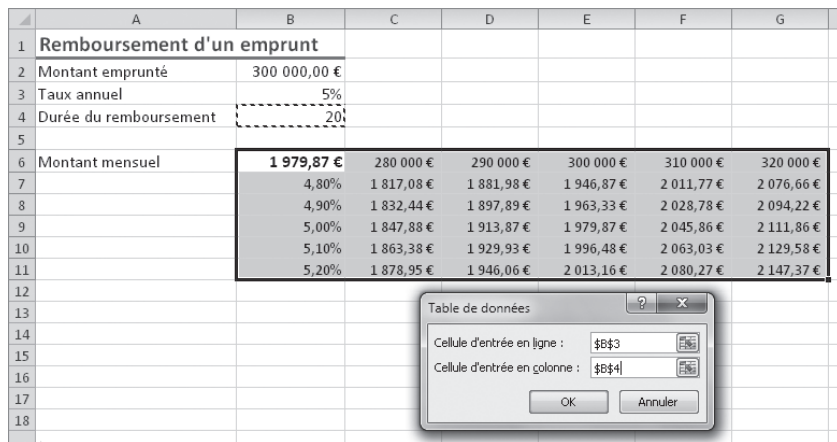 A B C D E F G
1 Remboursement d'un emprunt
2 Montant emprunté 300 000,00 €
3 Taux annuel 5%
4 Durée du remboursement 20
5
6 Montant mensuel 1 979,87 € 280 000 € 290 000 € 300 000 € 310 000 € 320 000 €
7 4,80% 1 817,08 € 1 881,98 € 1 946,87 € 2 011,77 € 2 076,66 €
8 4,90% 1 832,44 € 1 897,89 € 1 963,33 € 2 028,78 € 2 094,22 €
9 5,00% 1 847,88 € 1 913,87 € 1 979,87 € 2 045,86 € 2 111,86 €
10 5,10% 1 863,38 € 1 929,93 € 1 996,48 € 2 063,03 € 2 129,58 €
11 5,20% 1 878,95 € 1 946,06 € 2 013,16 € 2 080,27 € 2 147,37 €
12
13
14
15
16
17
18
Table de données ? X
Cellule d'entrée en ligne : $B$3
Cellule d'entrée en colonne : $B$4
OK Annuler